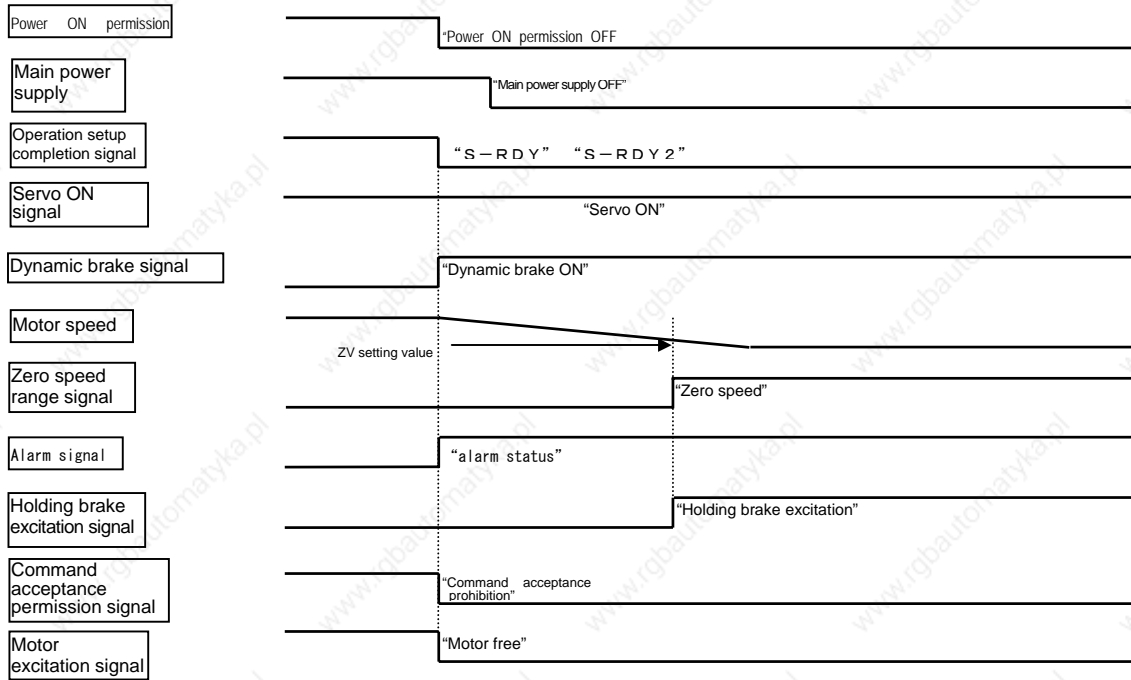 Power ON permission
“Power ON permission OFF
Main power
supply
“Main power supply OFF”
Operation setup
completion signal
“S－RDY” “S－RDY2”
Servo ON
signal
“Servo ON”
Dynamic brake signal
“Dynamic brake ON”
Motor speed
ZV setting value
Zero speed
range signal
“Zero speed”
Alarm signal
“alarm status”
Holding brake
excitation signal
“Holding brake excitation”
Command
acceptance
permission signal
“Command acceptance
prohibition”
Motor
excitation signal
“Motor free”
www.rgbautomatyka.pl